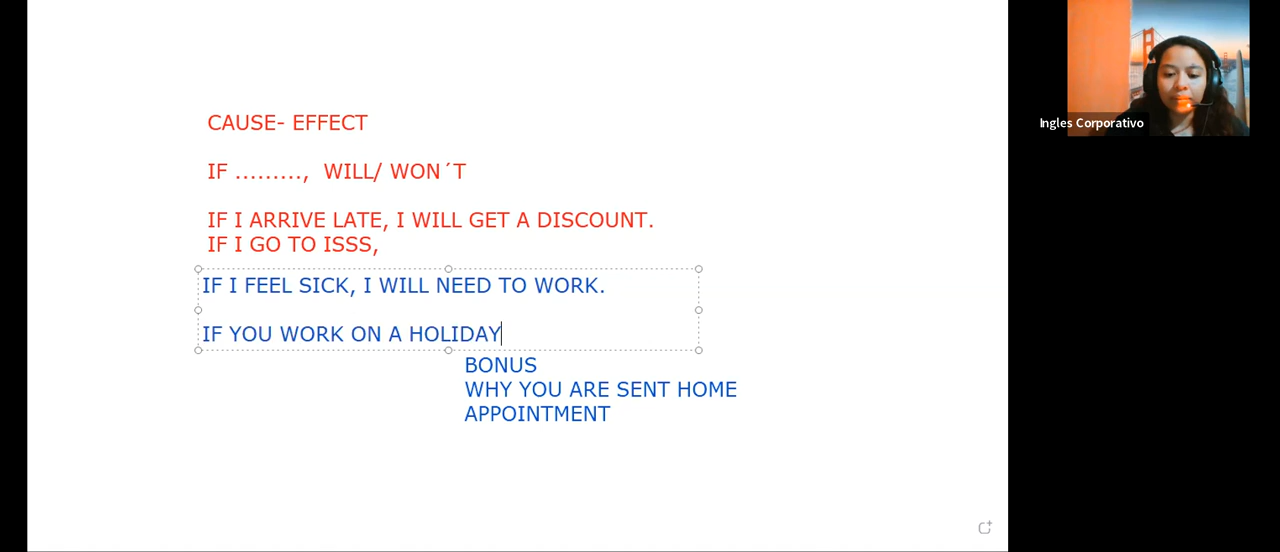 CAUSE- EFFECT
IF ........., WILL/ WON´T
IF I ARRIVE LATE, I WILL GET A DISCOUNT.
IF I GO TO ISSS,
IF I FEEL SICK, I WILL NEED TO WORK.
IF YOU WORK ON A HOLIDAY
BONUS
WHY YOU ARE SENT HOME
APPOINTMENT
Ingles Corporativo